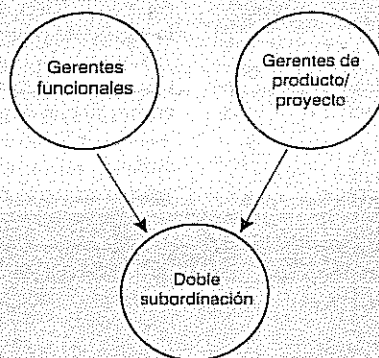 Gerentes
funcionales
Gerentes de
producto/
proyecto
Doble
subordinación